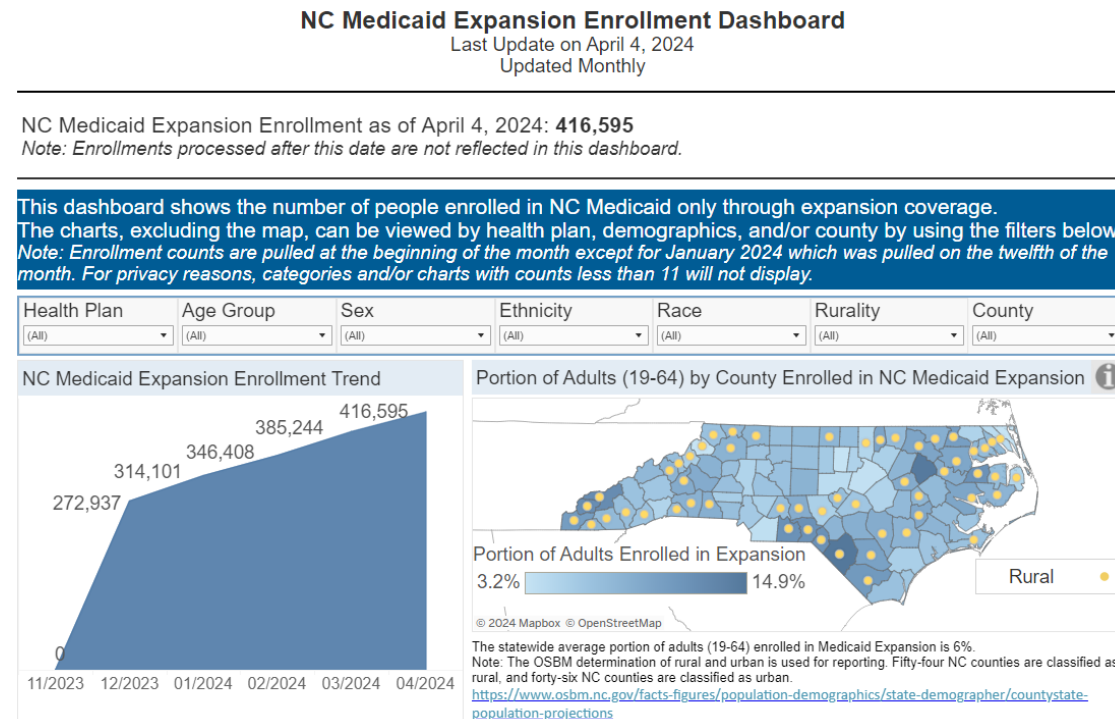 NC Medicaid Expansion Enrollment Dashboard
Last Update on April 4, 2024
Updated Monthly
NC Medicaid Expansion Enrollment as of April 4, 2024: 416,595
Note: Enrollments processed after this date are not reflected in this dashboard.
This dashboard shows the number of people enrolled in NC Medicaid only through expansion coverage.
The charts, excluding the map, can be viewed by health plan, demographics, and/or county by using the filters below
Note: Enrollment counts are pulled at the beginning of the month except for January 2024 which was pulled on the twelfth of the
month. For privacy reasons, categories and/or charts with counts less than 11 will not display.
Health Plan Age Group Sex Ethnicity Race Rurality County
(All) (All) (All) (All) (All) (All) (All)
NC Medicaid Expansion Enrollment Trend
416,595
385,244
346,408
314,101
272,937
0
11/2023 12/2023 01/2024 02/2024 03/2024 04/2024
Portion of Adults (19-64) by County Enrolled in NC Medicaid Expansion i
Portion of Adults Enrolled in Expansion
3.2% 14.9%
Rural
© 2024 Mapbox © OpenStreetMap
The statewide average portion of adults (19-64) enrolled in Medicaid Expansion is 6%.
Note: The OSBM determination of rural and urban is used for reporting. Fifty-four NC counties are classified as
rural, and forty-six NC counties are classified as urban.
https://www.osbm.nc.gov/facts-figures/population-demographics/state-demographer/countystate-
population-projections